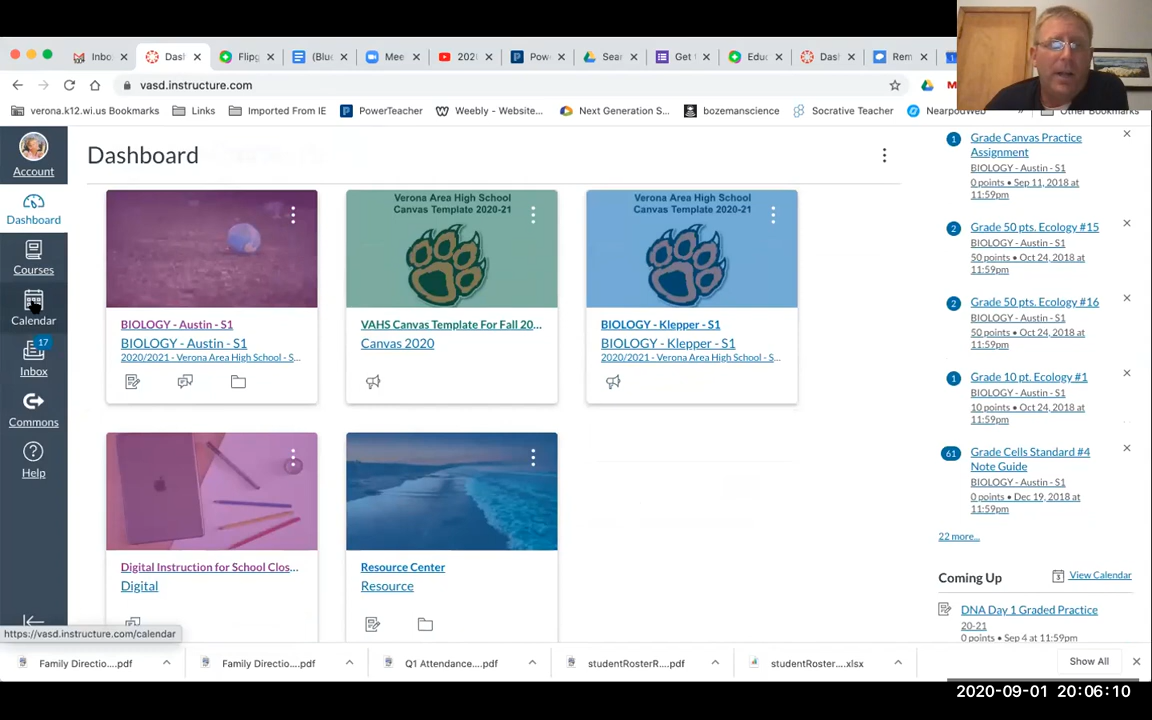 Inbo
Dash
Flipg
(Blu
Mee
202
Powe
Sear
Get t
Educ
Dash
Rem
vasd.instructure.com
verona.k12.wi.us Bookmarks
Links
Imported From IE
PowerTeacher
Weebly - Website...
Next Generation S...
bozemanscience
Socrative Teacher
NearpodWeb
»
Other Bookmarks
Account
Dashboard
Courses
Calendar
17
Inbox
Commons
Help
Dashboard
BIOLOGY - Austin - S1
BIOLOGY - Austin - S1
2020/2021 - Verona Area High School - S...
Verona Area High School
Canvas Template 2020-21
VAHS Canvas Template For Fall 20...
Canvas 2020
Verona Area High School
Canvas Template 2020-21
BIOLOGY - Klepper - S1
BIOLOGY - Klepper - S1
2020/2021 - Verona Area High School - S...
Digital Instruction for School Clos...
Digital
Resource Center
Resource
1
Grade Canvas Practice
Assignment
BIOLOGY - Austin - S1
0 points • Sep 11, 2018 at
11:59pm
2
Grade 50 pts. Ecology #15
BIOLOGY - Austin - S1
50 points • Oct 24, 2018 at
11:59pm
2
Grade 50 pts. Ecology #16
BIOLOGY - Austin - S1
50 points • Oct 24, 2018 at
11:59pm
1
Grade 10 pt. Ecology #1
BIOLOGY - Austin - S1
10 points • Oct 24, 2018 at
11:59pm
61
Grade Cells Standard #4
Note Guide
BIOLOGY - Austin - S1
0 points • Dec 19, 2018 at
11:59pm
22 more...
Coming Up
View Calendar
DNA Day 1 Graded Practice
20-21
0 points • Sep 4 at 11:59pm
https://vasd.instructure.com/calendar
Family Directio....pdf
Family Directio....pdf
Q1 Attendance....pdf
studentRosterR....pdf
studentRoster....xlsx
Show All
2020-09-01 20:06:10